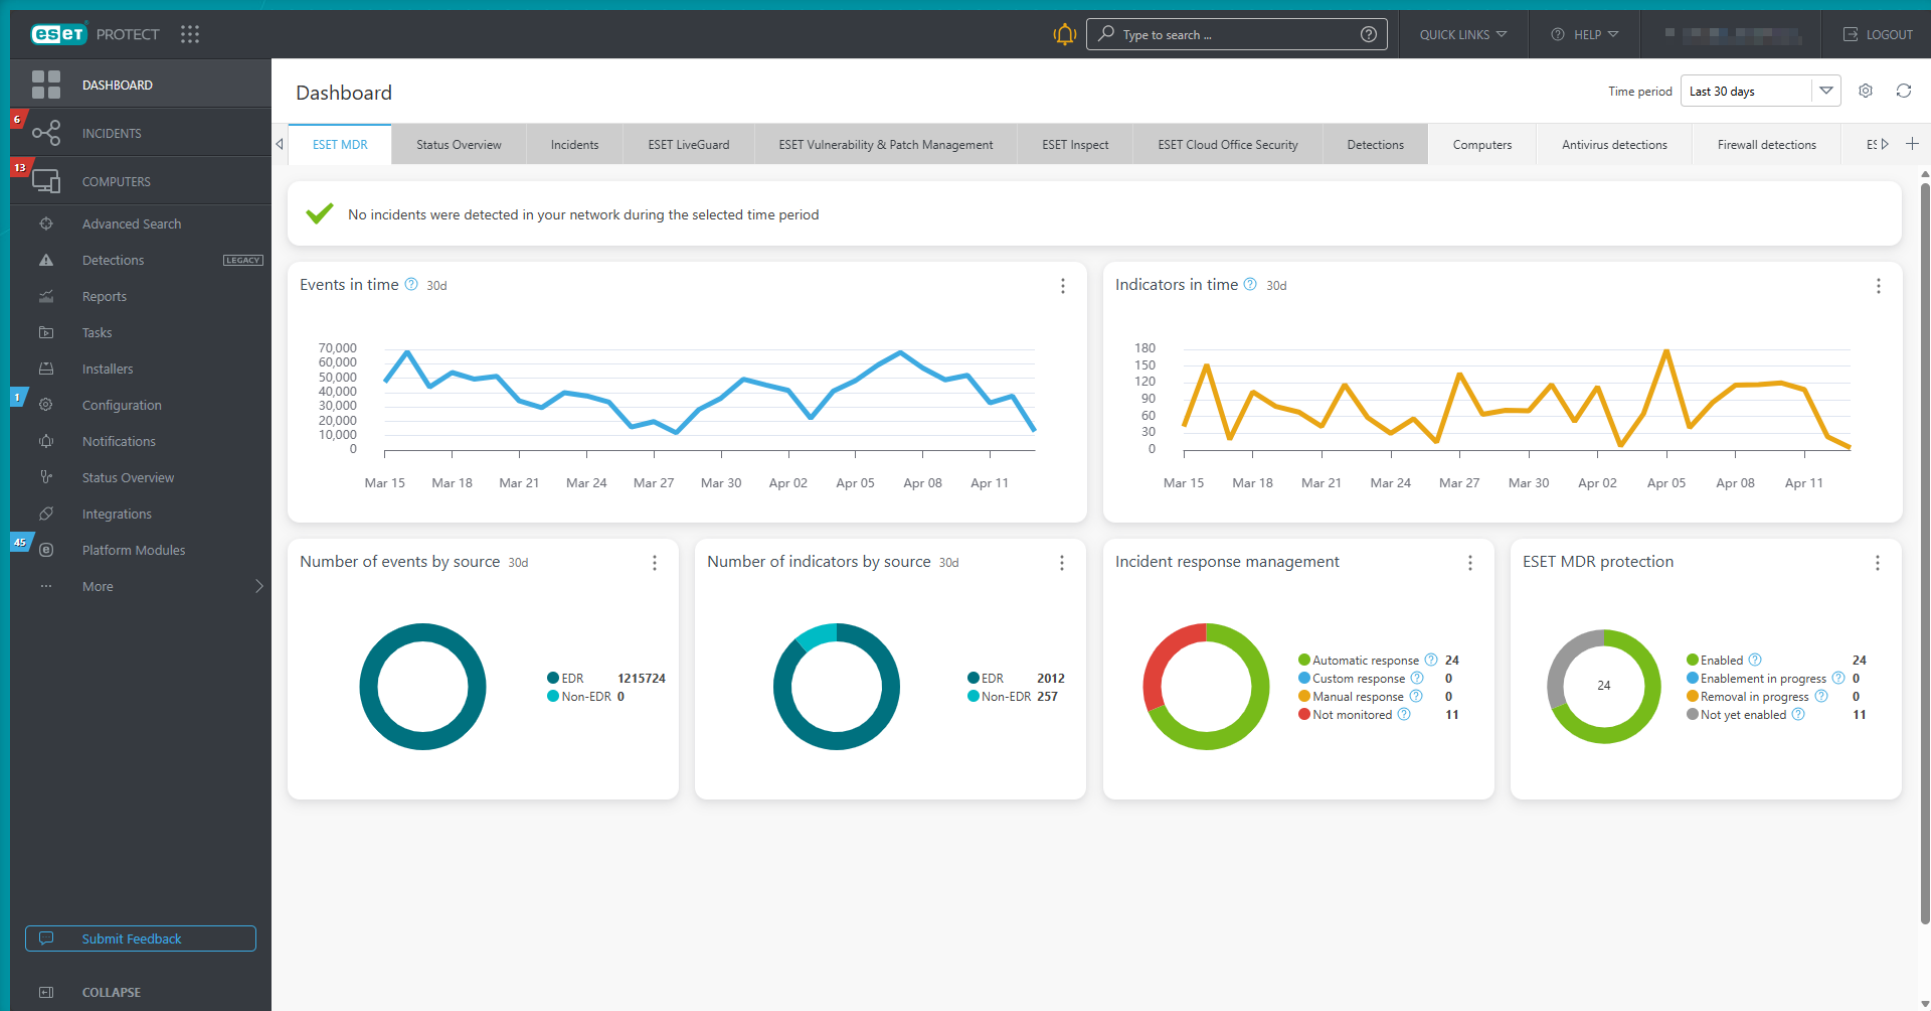 eseT PROTECT
Type to search ...
QUICK LINKS
HELP
LOGOUT
DASHBOARD
6
INCIDENTS
13
COMPUTERS
Advanced Search
Detections LEGACY
Reports
Tasks
Installers
1
Configuration
Notifications
Status Overview
Integrations
45
Platform Modules
More
Submit Feedback
COLLAPSE
Dashboard
Time period Last 30 days
ESET MDR Status Overview Incidents ESET LiveGuard ESET Vulnerability & Patch Management ESET Inspect ESET Cloud Office Security Detections Computers Antivirus detections Firewall detections
No incidents were detected in your network during the selected time period
Events in time 30d
70,000
60,000
50,000
40,000
30,000
20,000
10,000
0
Mar 15 Mar 18 Mar 21 Mar 24 Mar 27 Mar 30 Apr 02 Apr 05 Apr 08 Apr 11
Indicators in time 30d
180
150
120
90
60
30
0
Mar 15 Mar 18 Mar 21 Mar 24 Mar 27 Mar 30 Apr 02 Apr 05 Apr 08 Apr 11
Number of events by source 30d
EDR 1215724
Non-EDR 0
Number of indicators by source 30d
EDR 2012
Non-EDR 257
Incident response management
Automatic response 24
Custom response 0
Manual response 0
Not monitored 11
ESET MDR protection
24
Enabled 24
Enablement in progress 0
Removal in progress 0
Not yet enabled 11